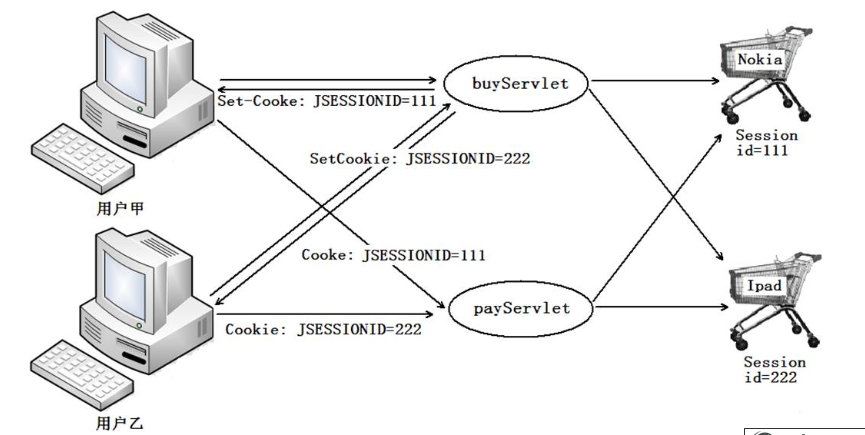 Nokia
buyServlet
Set-Cooke: JSESSIONID=111
Session
id=111
SetCookie: JSESSIONID=222
用户甲
Cooke: JSESSIONID=111
Ipad
payServlet
Cookie: JSESSIONID=222
Session
id=222
用户乙